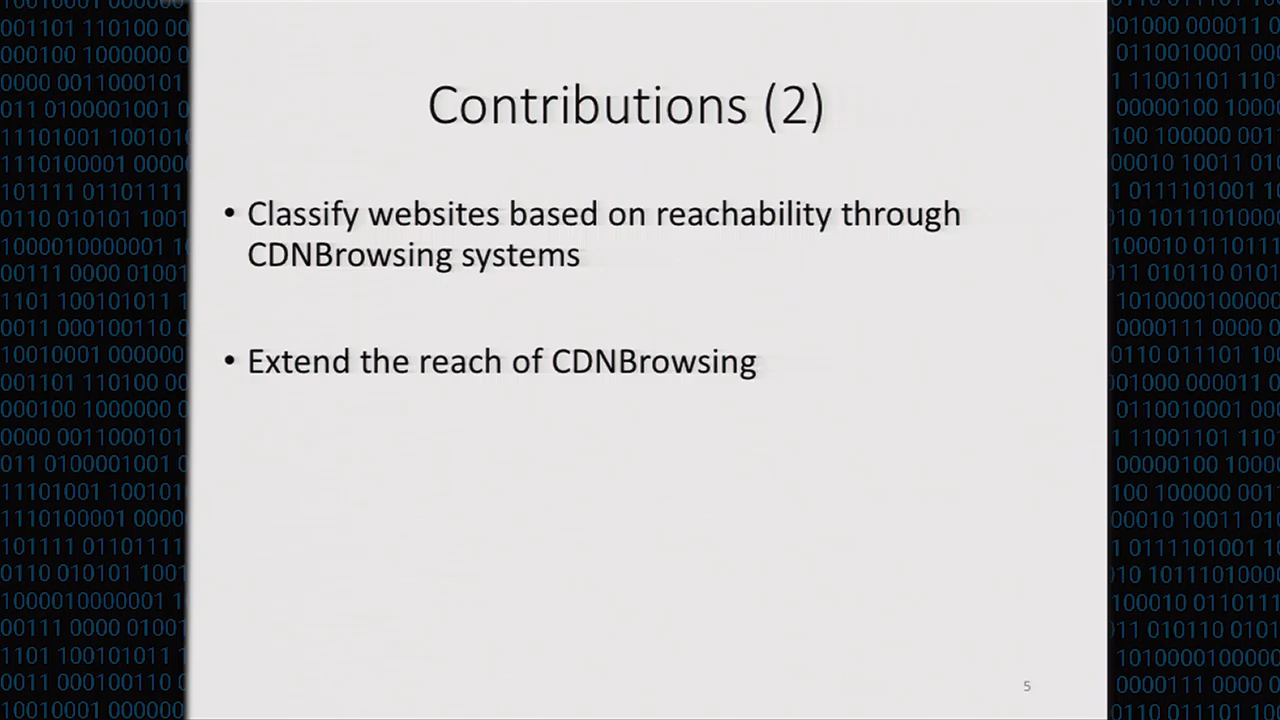 Contributions (2)
• Classify websites based on reachability through
CDNBrowsing systems
• Extend the reach of CDNBrowsing
5